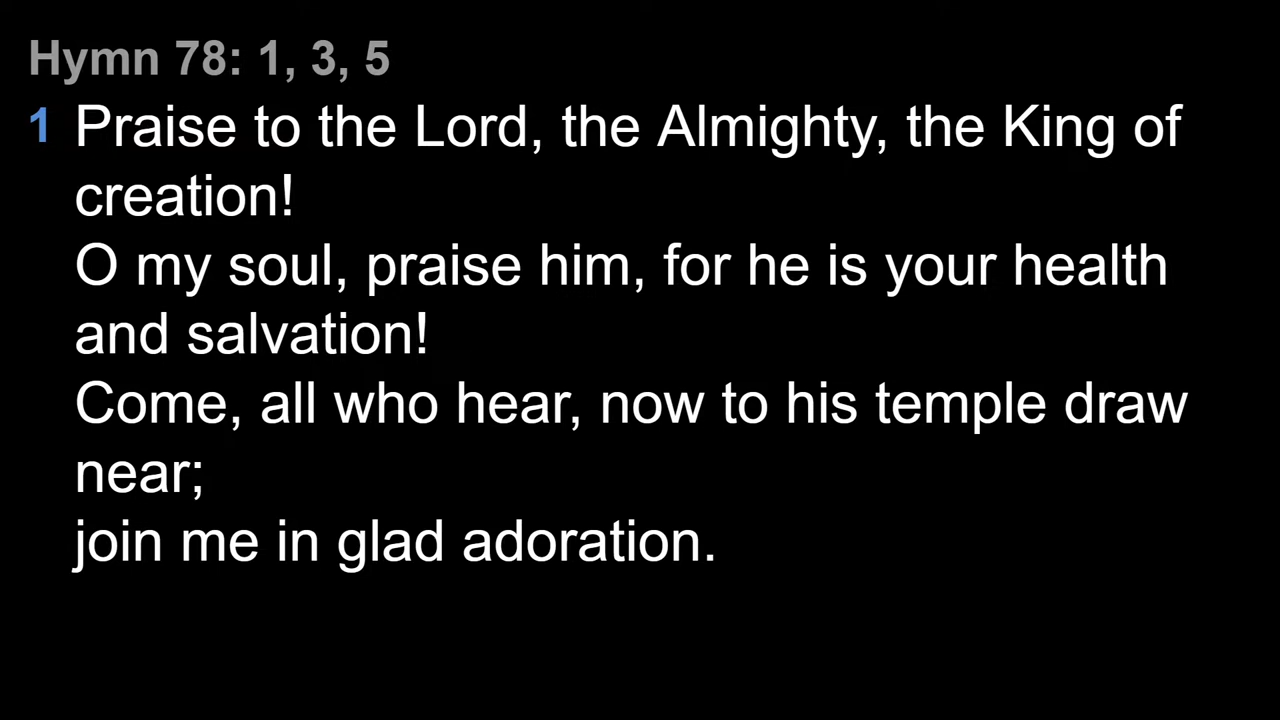 Hymn 78: 1, 3, 5
1 Praise to the Lord, the Almighty, the King of
creation!
O my soul, praise him, for he is your health
and salvation!
Come, all who hear, now to his temple draw
near;
join me in glad adoration.